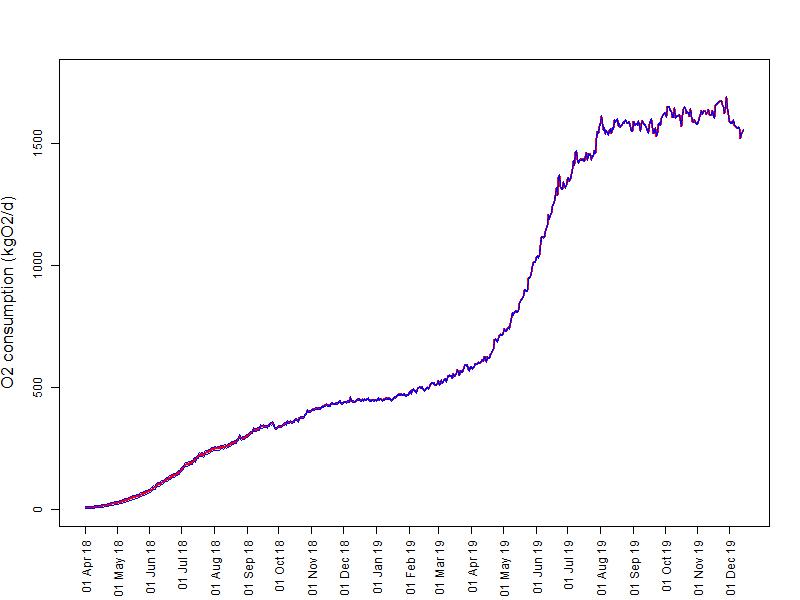 O2 consumption (kgO2/d)
1500
1000
500
0
01 Apr 18
01 May 18
01 Jun 18
01 Jul 18
01 Aug 18
01 Sep 18
01 Oct 18
01 Nov 18
01 Dec 18
01 Jan 19
01 Feb 19
01 Mar 19
01 Apr 19
01 May 19
01 Jun 19
01 Jul 19
01 Aug 19
01 Sep 19
01 Oct 19
01 Nov 19
01 Dec 19